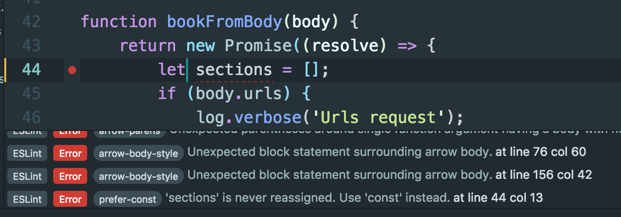 42 function bookFromBody(body) {
43 return new Promise((resolve) => {
44 let sections = [];
45 if (body.urls) {
46 log.verbose('Urls request');
ESLint Error arrow-parens Unexpected parentheses around single function argument having a body with
ESLint Error arrow-body-style Unexpected block statement surrounding arrow body. at line 76 col 60
ESLint Error arrow-body-style Unexpected block statement surrounding arrow body. at line 156 col 42
ESLint Error prefer-const 'sections' is never reassigned. Use 'const' instead. at line 44 col 13